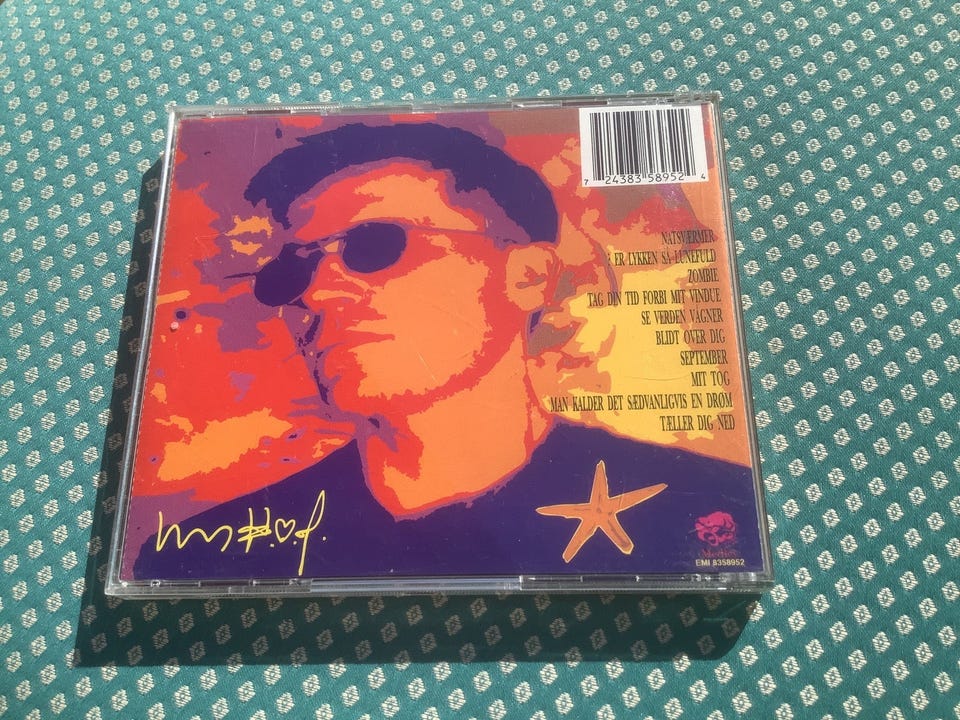 7 24383 58952 4
NATSVÆRMER
ER LYKKEN SÅ LUNEFULD
ZOMBIE
TAG DIN TID FORBI MIT VINDUE
SE VERDEN VÅGNER
BLIDT OVER DIG
SEPTEMBER
MIT TOG
MAN KALDER DET SÆDVANLIGVIS EN DRØM
TÆLLER DIG NED
EMI 8358952